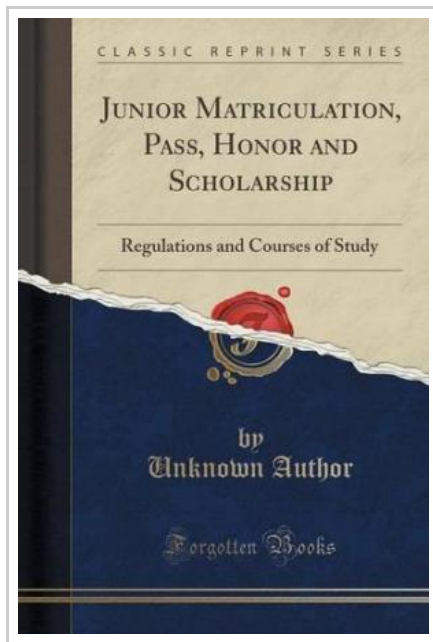 CLASSIC REPRINT SERIES
JUNIOR MATRICULATION,
PASS, HONOR AND
SCHOLARSHIP
Regulations and Courses of Study
by
Unknown Author
Forgotten Books